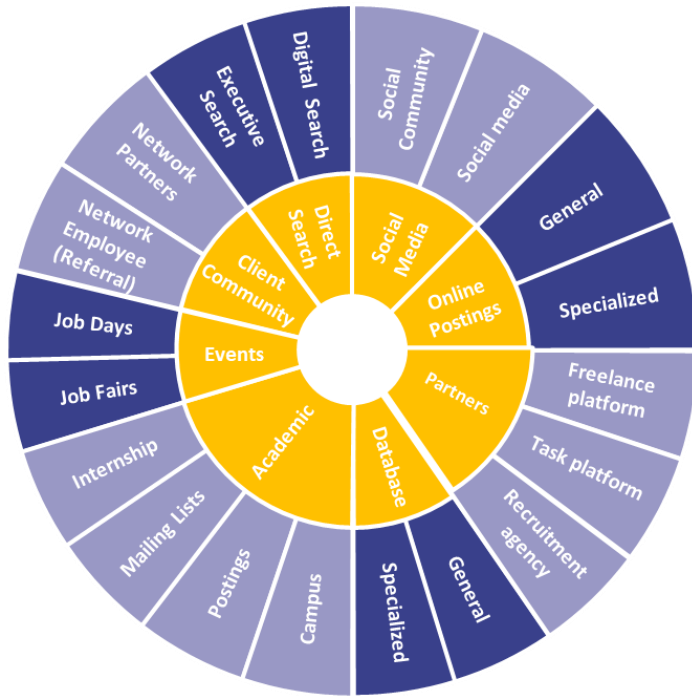 Social
Community
Social media
General
Specialized
Freelance
platform
Task platform
Recruitment
agency
General
Specialized
Campus
Postings
Mailing Lists
Internship
Job Fairs
Job Days
Network
Employee
(Referral)
Network
Partners
Executive
Search
Digital Search
Social
Media
Online
Postings
Partners
Database
Academic
Events
Client
Community
Direct
Search